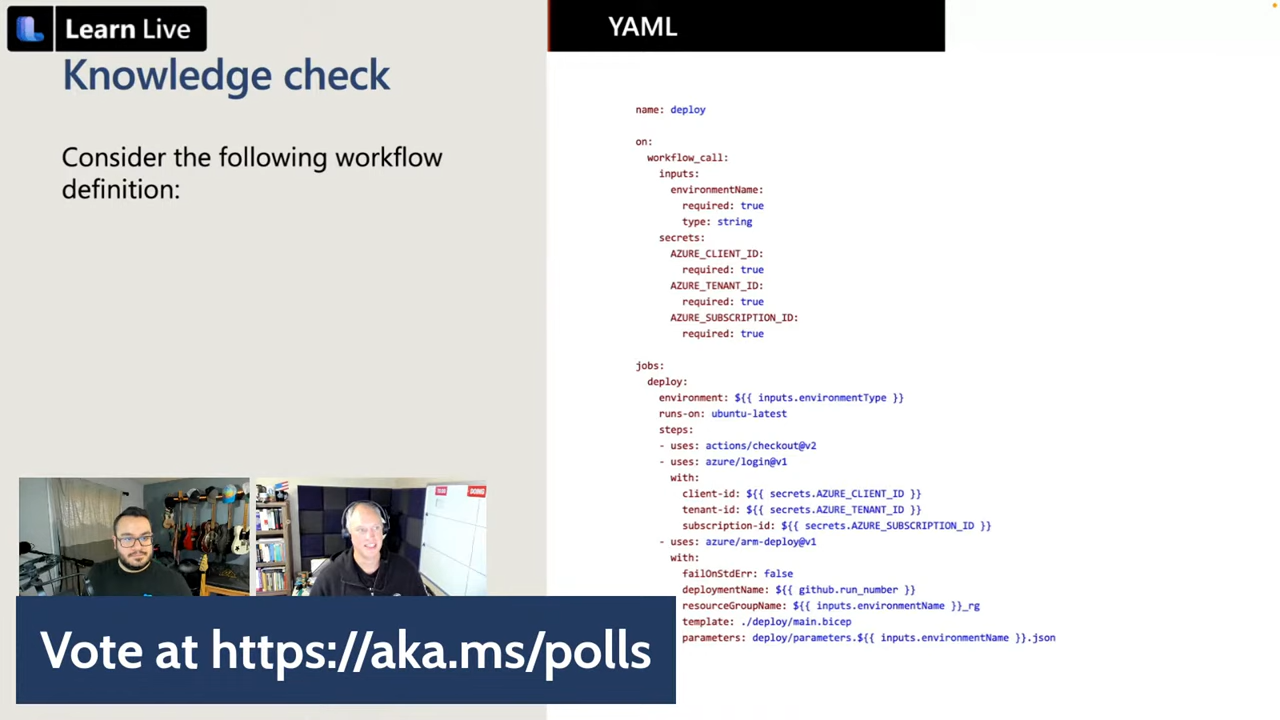 Learn Live
Knowledge check
Consider the following workflow
definition:
YAML
name: deploy
on:
workflow_call:
inputs:
environmentName:
required: true
type: string
secrets:
AZURE_CLIENT_ID:
required: true
AZURE_TENANT_ID:
required: true
AZURE_SUBSCRIPTION_ID:
required: true
jobs:
deploy:
environment: ${{ inputs.environmentType }}
runs-on: ubuntu-latest
steps:
- uses: actions/checkout@v2
- uses: azure/login@v1
with:
client-id: ${{ secrets.AZURE_CLIENT_ID }}
tenant-id: ${{ secrets.AZURE_TENANT_ID }}
subscription-id: ${{ secrets.AZURE_SUBSCRIPTION_ID }}
- uses: azure/arm-deploy@v1
with:
failOnStdErr: false
deploymentName: ${{ github.run_number }}
resourceGroupName: ${{ inputs.environmentName }}_rg
template: ./deploy/main.bicep
parameters: deploy/parameters.${{ inputs.environmentName }}.json
DOING
Vote at https://aka.ms/polls